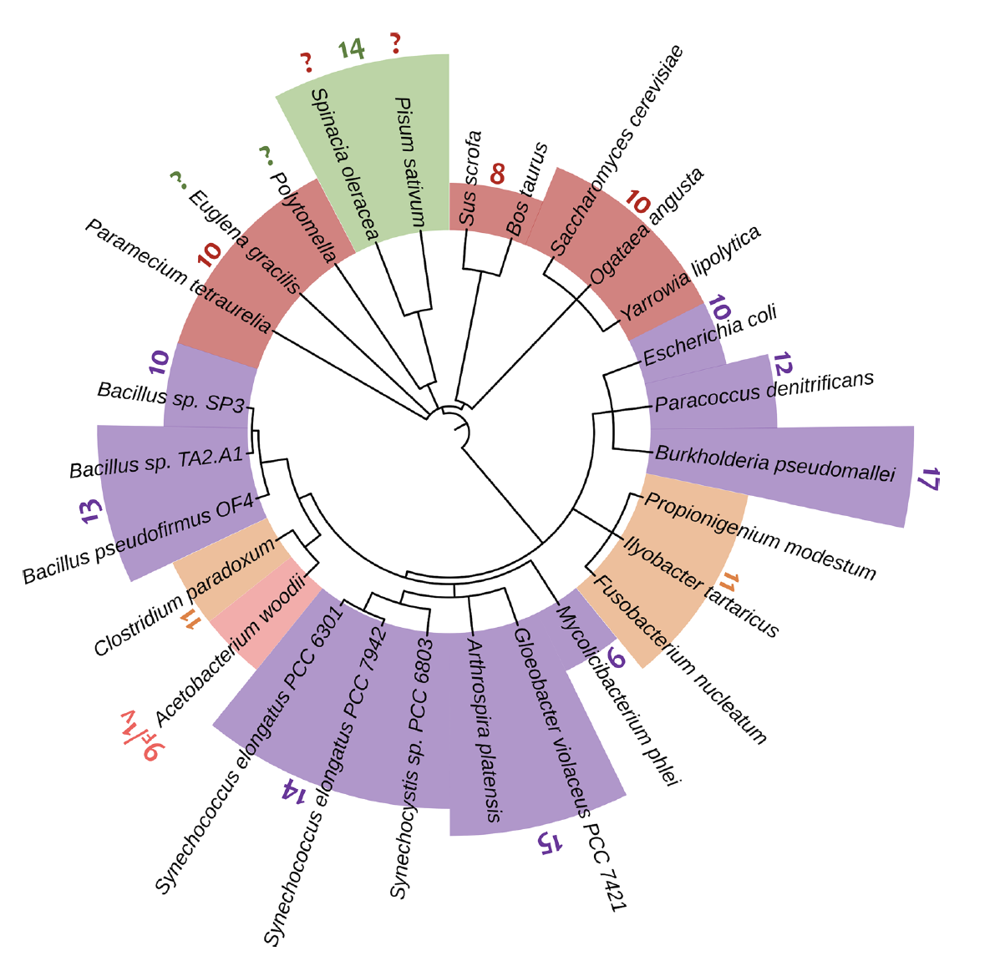 ?
14
?
Spinacia oleracea
Pisum sativum
Sus scrofa
8
Bos taurus
Saccharomyces cerevisiae
10
Ogataea angusta
Yarrowia lipolytica
10
Escherichia coli
12
Paracoccus denitrificans
Burkholderia pseudomallei
17
Propionigenium modestum
Ilyobacter tartaricus
11
Fusobacterium nucleatum
9
Mycolicibacterium phlei
Gloeobacter violaceus PCC 7421
15
Arthrospira platensis
Synechocystis sp. PCC 6803
Synechococcus elongatus PCC 7942
14
Synechococcus elongatus PCC 6301
Acetobacterium woodii
9F/1V
Clostridium paradoxum
11
Bacillus pseudofirmus OF4
13
Bacillus sp. TA2.A1
Bacillus sp. SP3
10
Paramecium tetraurelia
10
Euglena gracilis
?
Polytomella
?